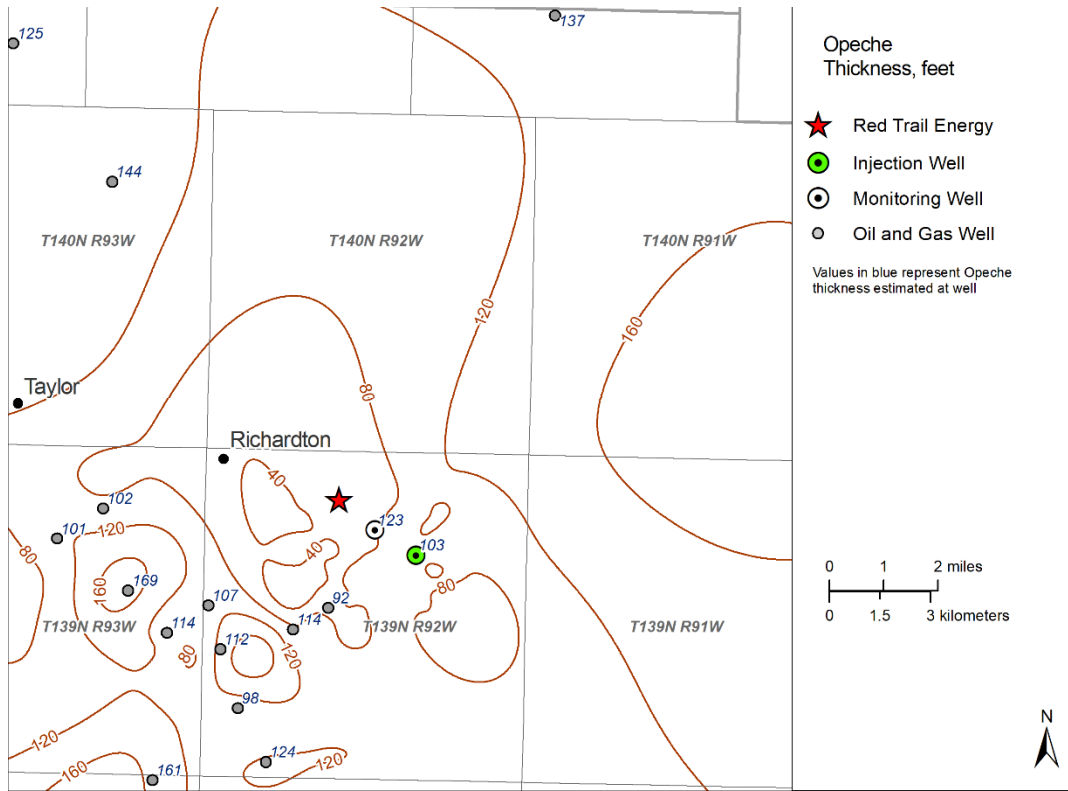 125
137
144
T140N R93W
T140N R92W
T140N R91W
120
160
Taylor
80
Richardton
40
102
101
120
80
123
103
40
160
169
107
92
80
T139N R93W
114
114
T139N R92W
T139N R91W
112
120
80
98
120
124
120
160
161
Opeche
Thickness, feet
Red Trail Energy
Injection Well
Monitoring Well
Oil and Gas Well
Values in blue represent Opeche
thickness estimated at well
0 1 2 miles
0 1.5 3 kilometers
N